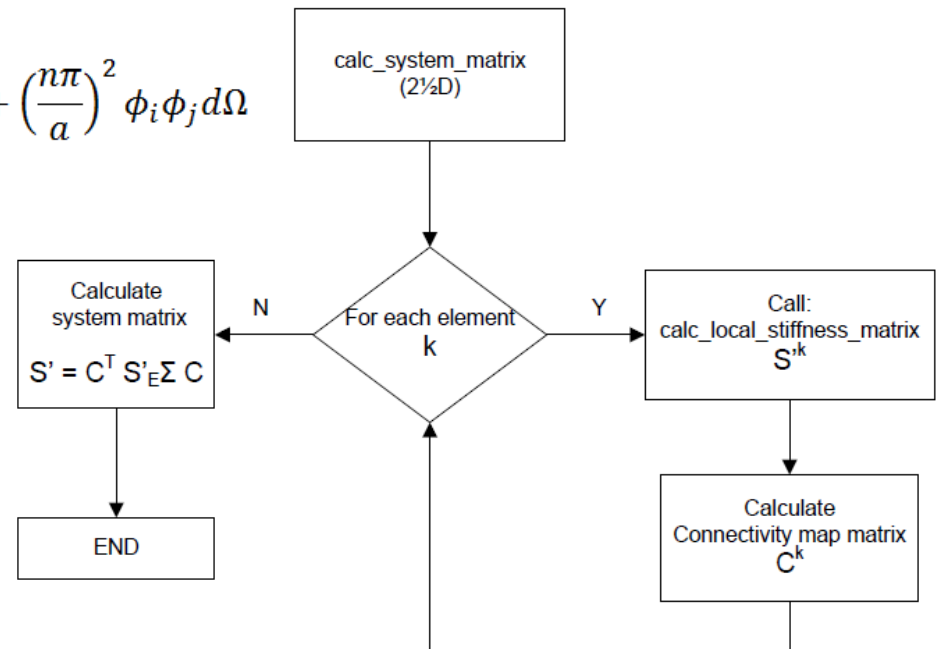 - (nπ/a)² ϕᵢϕⱼdΩ
calc_system_matrix
(2½D)
For each element
k
N
Y
Calculate
system matrix
S' = Cᵀ S'_EΣ C
END
Call:
calc_local_stiffness_matrix
S'ᵏ
Calculate
Connectivity map matrix
Cᵏ